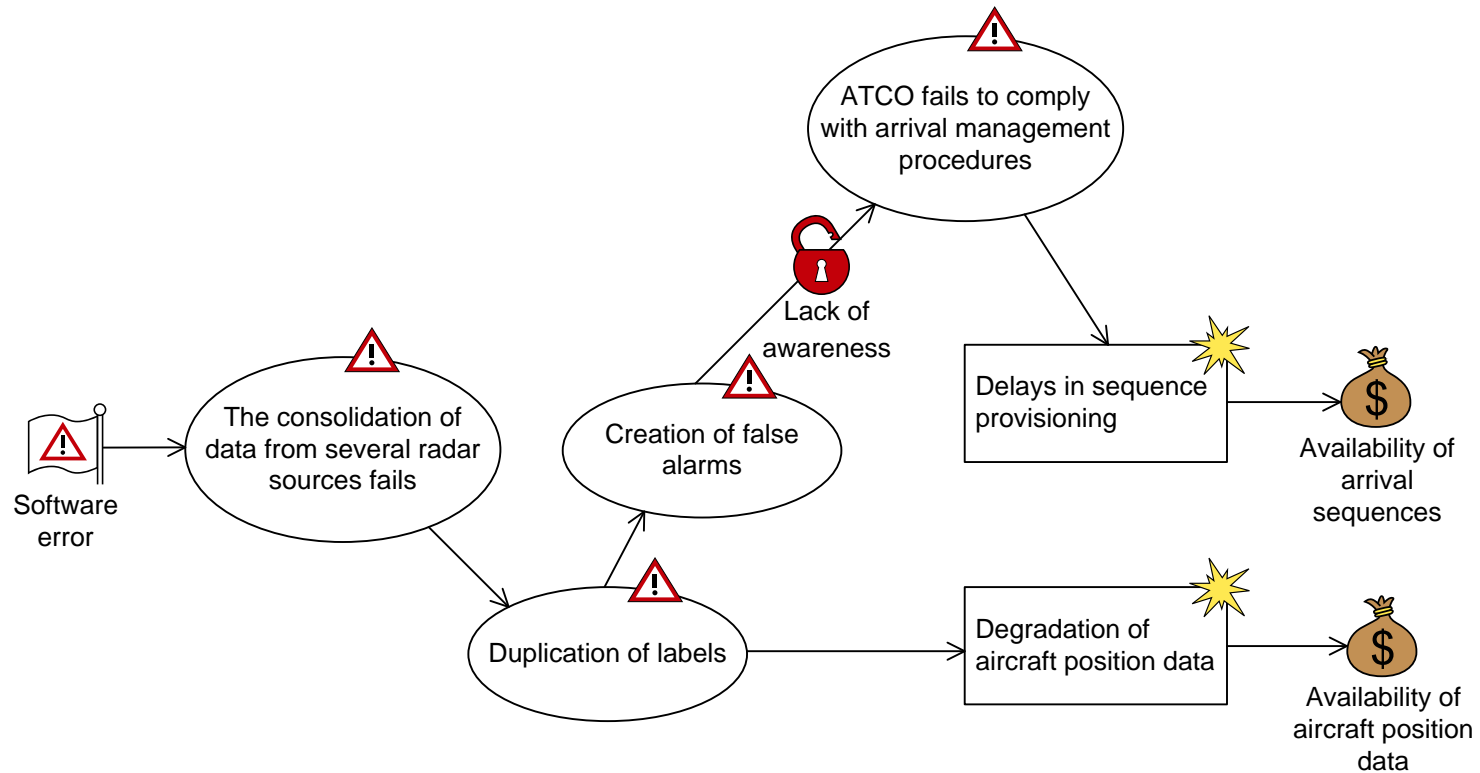 ATCO fails to comply
with arrival management
procedures
Lack of
awareness
The consolidation of
data from several radar
sources fails
Creation of false
alarms
Delays in sequence
provisioning
$
Availability of
arrival
sequences
Software
error
Duplication of labels
Degradation of
aircraft position data
$
Availability of
aircraft position
data